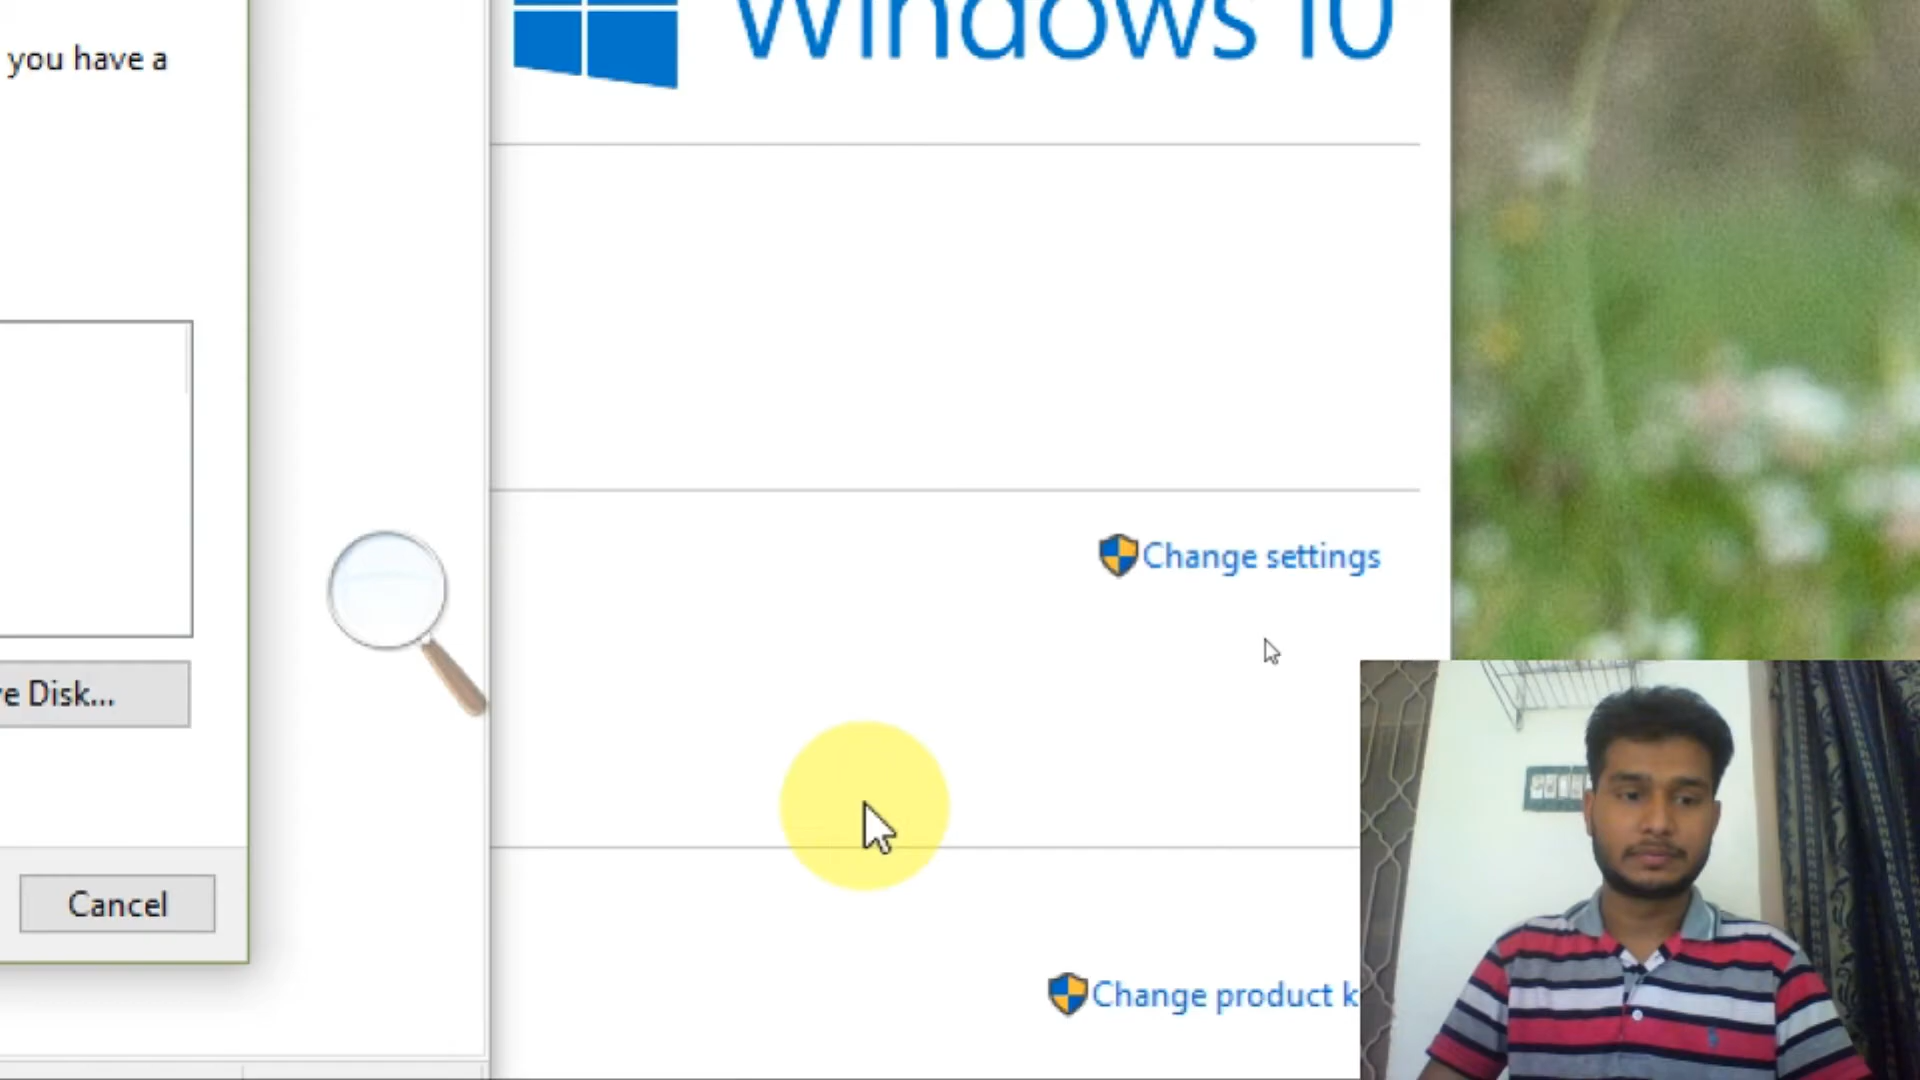 you have a
Windows 10
Change settings
Disk...
Cancel
Change product k